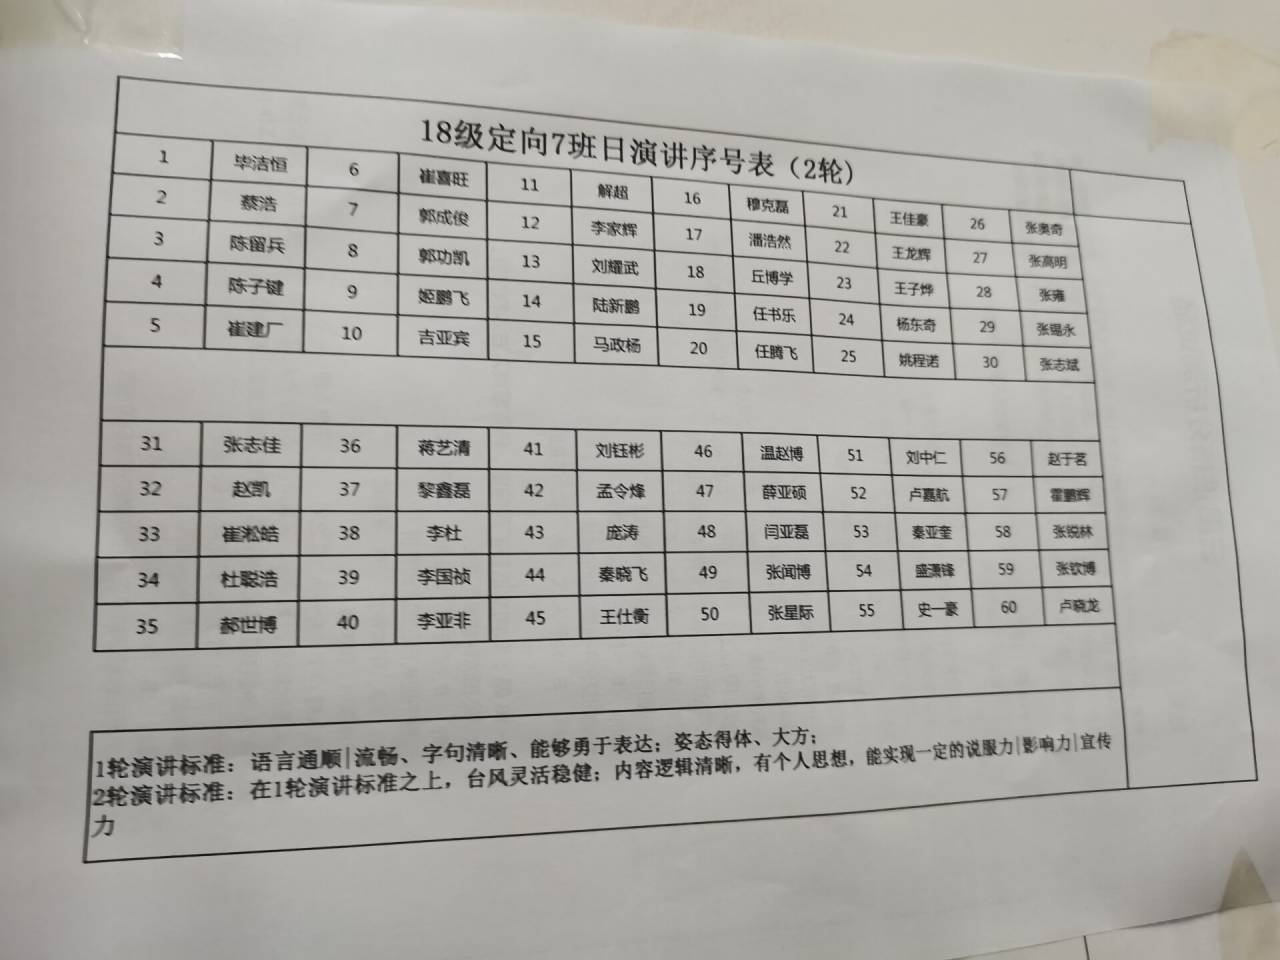 18级定向7班日演讲序号表（2轮）
1 毕洁恒 6 崔喜旺 11 解超 16 穆克磊 21 王佳豪 26 张奥奇
2 蔡浩 7 郭成俊 12 李家辉 17 潘浩然 22 王龙辉 27 张高明
3 陈留兵 8 郭功凯 13 刘耀武 18 丘博学 23 王子烨 28 张雍
4 陈子键 9 姬鹏飞 14 陆新鹏 19 任书乐 24 杨东奇 29 张琨永
5 崔建厂 10 吉亚宾 15 马政杨 20 任腾飞 25 姚程诺 30 张志斌
31 张志佳 36 蒋艺清 41 刘钰彬 46 温赵博 51 刘中仁 56 赵于茗
32 赵凯 37 黎鑫磊 42 孟令烽 47 薛亚硕 52 卢嘉航 57 霍鹏辉
33 崔淞皓 38 李杜 43 庞涛 48 闫亚磊 53 秦亚奎 58 张锐林
34 杜聪浩 39 李国祯 44 秦晓飞 49 张闻博 54 盛潇锋 59 张钦博
35 郝世博 40 李亚非 45 王仕衡 50 张星际 55 史一豪 60 卢晓龙
1轮演讲标准：语言通顺|流畅、字句清晰、能够勇于表达；姿态得体、大方；
2轮演讲标准：在1轮演讲标准之上，台风灵活稳健；内容逻辑清晰，有个人思想，能实现一定的说服力|影响力|宣传
力